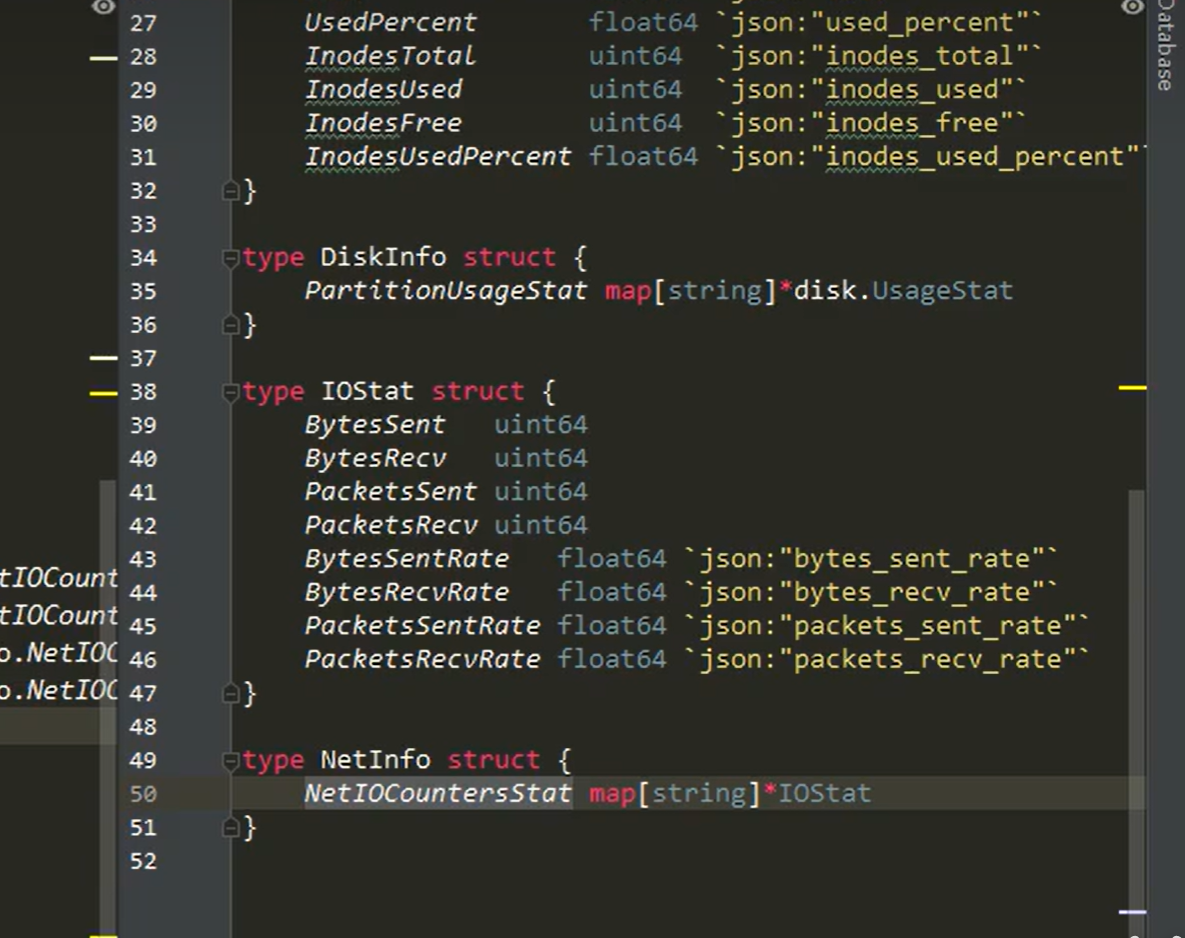 27 UsedPercent float64 `json:"used_percent"`
28 InodesTotal uint64 `json:"inodes_total"`
29 InodesUsed uint64 `json:"inodes_used"`
30 InodesFree uint64 `json:"inodes_free"`
31 InodesUsedPercent float64 `json:"inodes_used_percent"`
32 }
33
34 type DiskInfo struct {
35 PartitionUsageStat map[string]*disk.UsageStat
36 }
37
38 type IOStat struct {
39 BytesSent uint64
40 BytesRecv uint64
41 PacketsSent uint64
42 PacketsRecv uint64
43 BytesSentRate float64 `json:"bytes_sent_rate"`
44 BytesRecvRate float64 `json:"bytes_recv_rate"`
45 PacketsSentRate float64 `json:"packets_sent_rate"`
46 PacketsRecvRate float64 `json:"packets_recv_rate"`
47 }
48
49 type NetInfo struct {
50 NetIOCountersStat map[string]*IOStat
51 }
52
tIOCount
tIOCount
o.NetIOC
o.NetIOC
Database